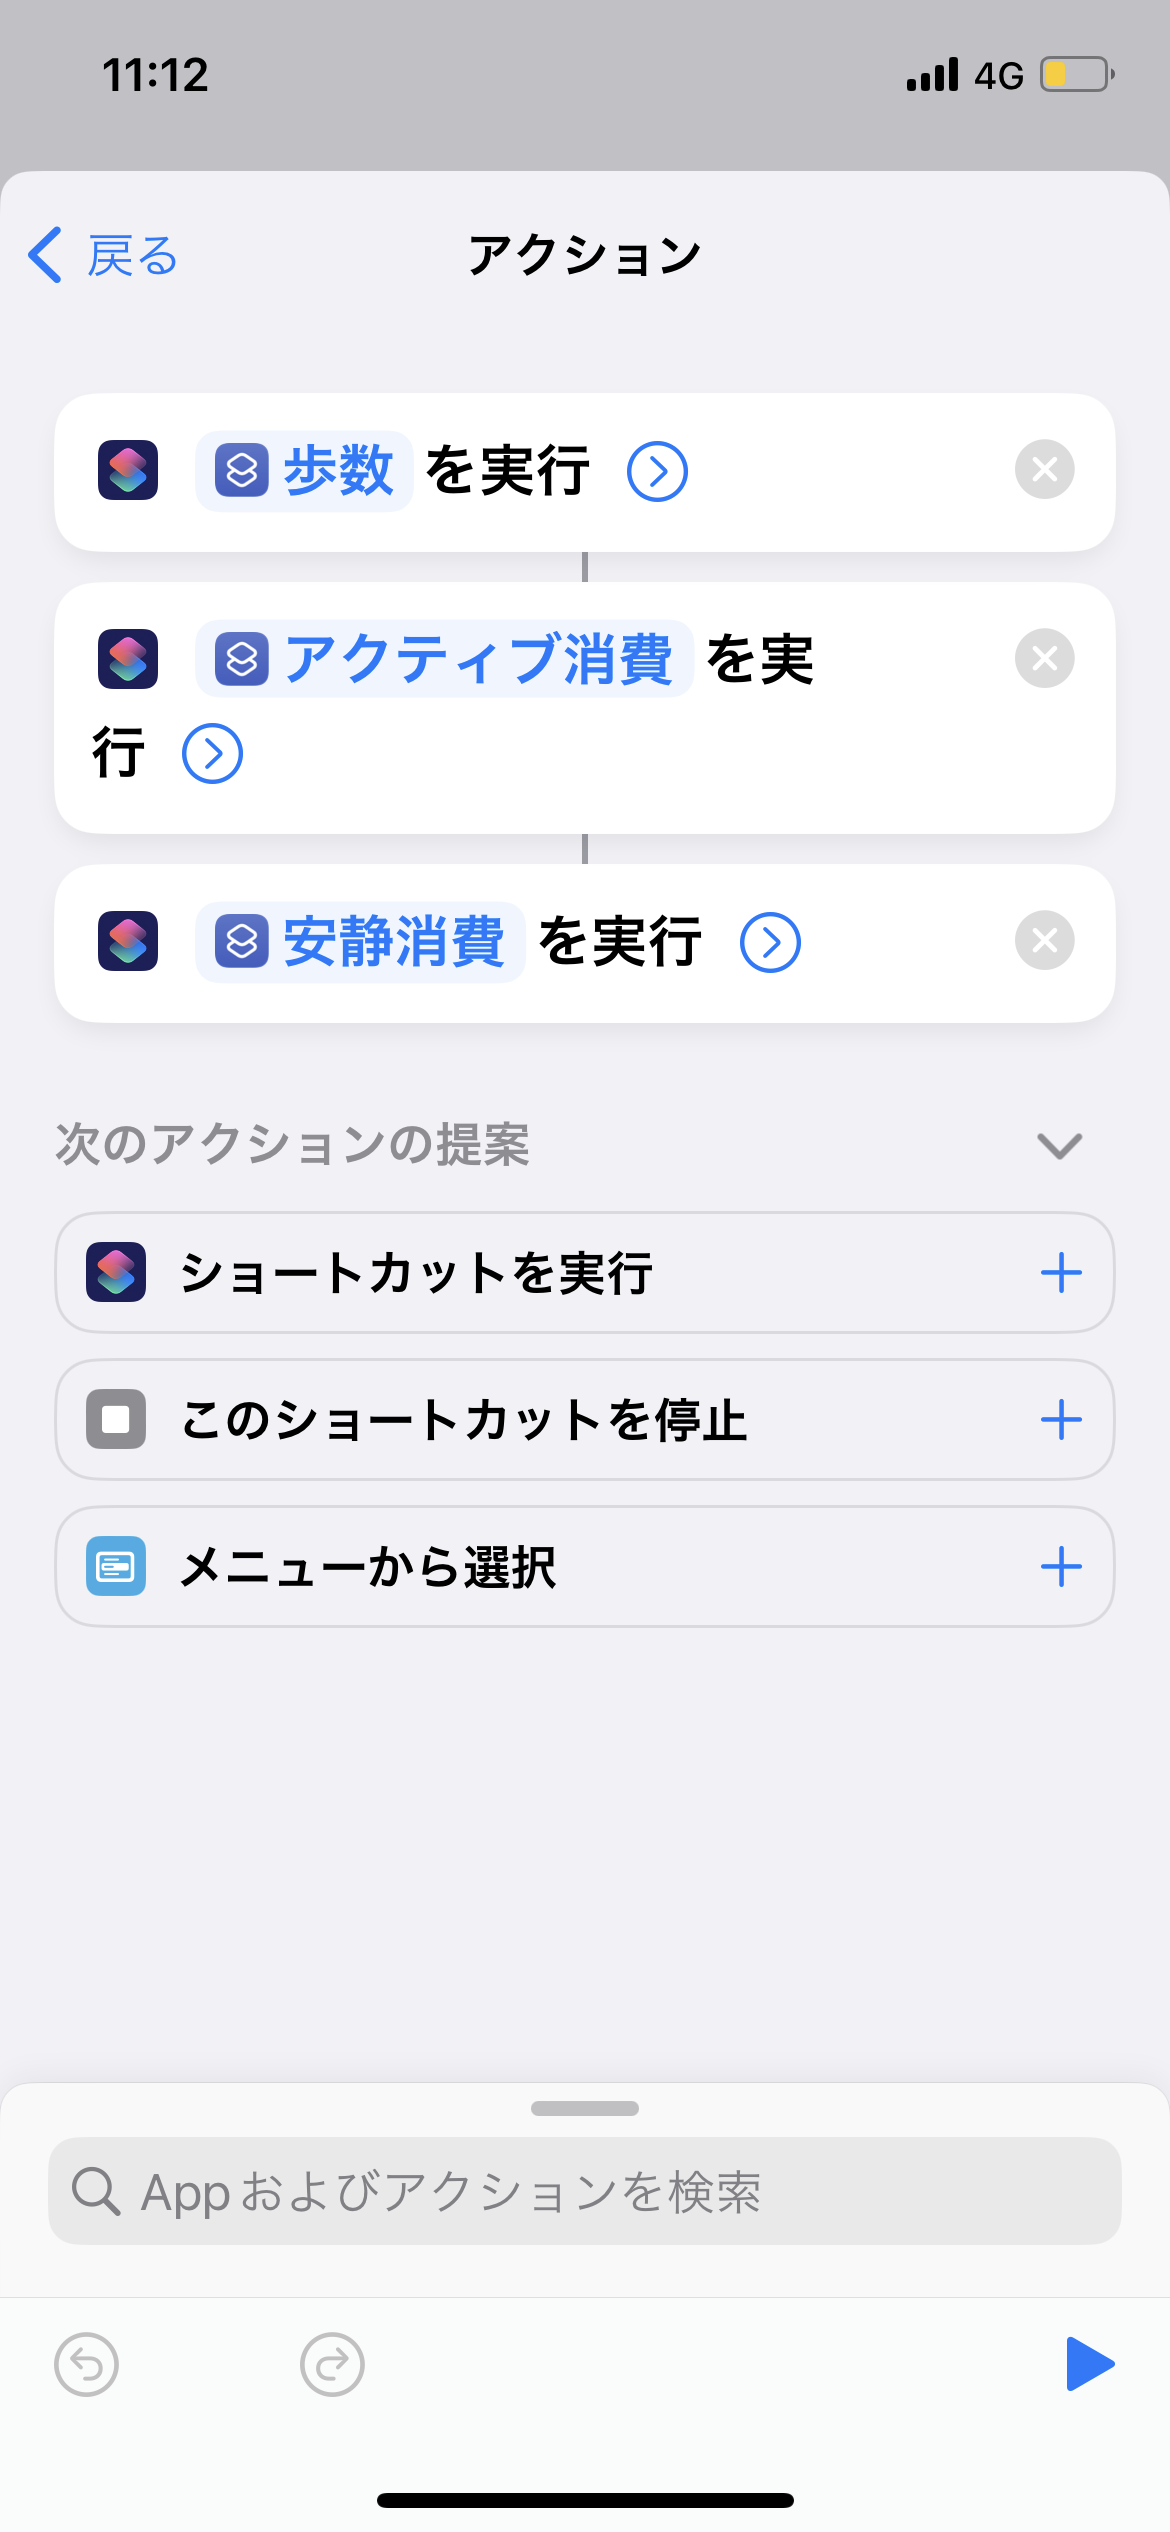 11:12 4G
戻る アクション
歩数 を実行
アクティブ消費 を実
行
安静消費 を実行
次のアクションの提案
ショートカットを実行
このショートカットを停止
メニューから選択
Appおよびアクションを検索